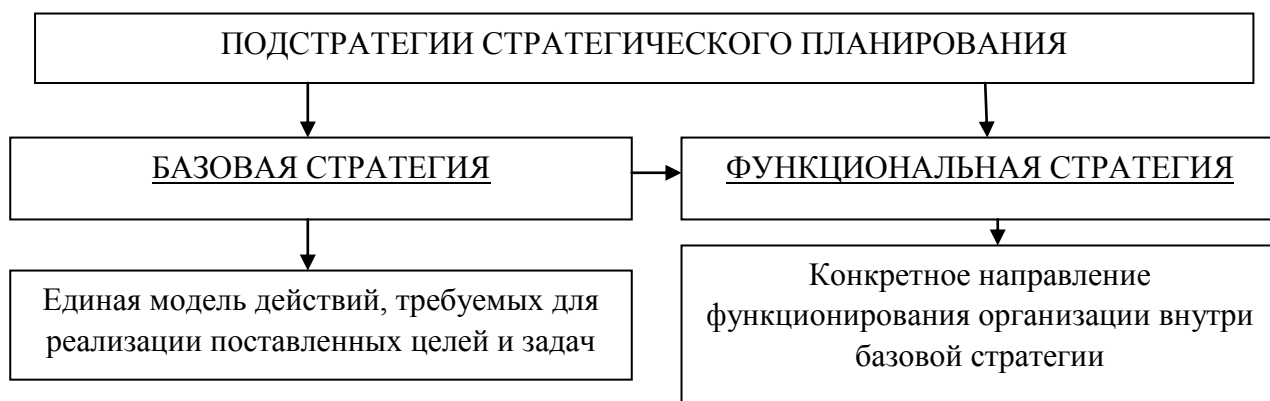 ПОДСТРАТЕГИИ СТРАТЕГИЧЕСКОГО ПЛАНИРОВАНИЯ
БАЗОВАЯ СТРАТЕГИЯ
ФУНКЦИОНАЛЬНАЯ СТРАТЕГИЯ
Единая модель действий, требуемых для
реализации поставленных целей и задач
Конкретное направление
функционирования организации внутри
базовой стратегии